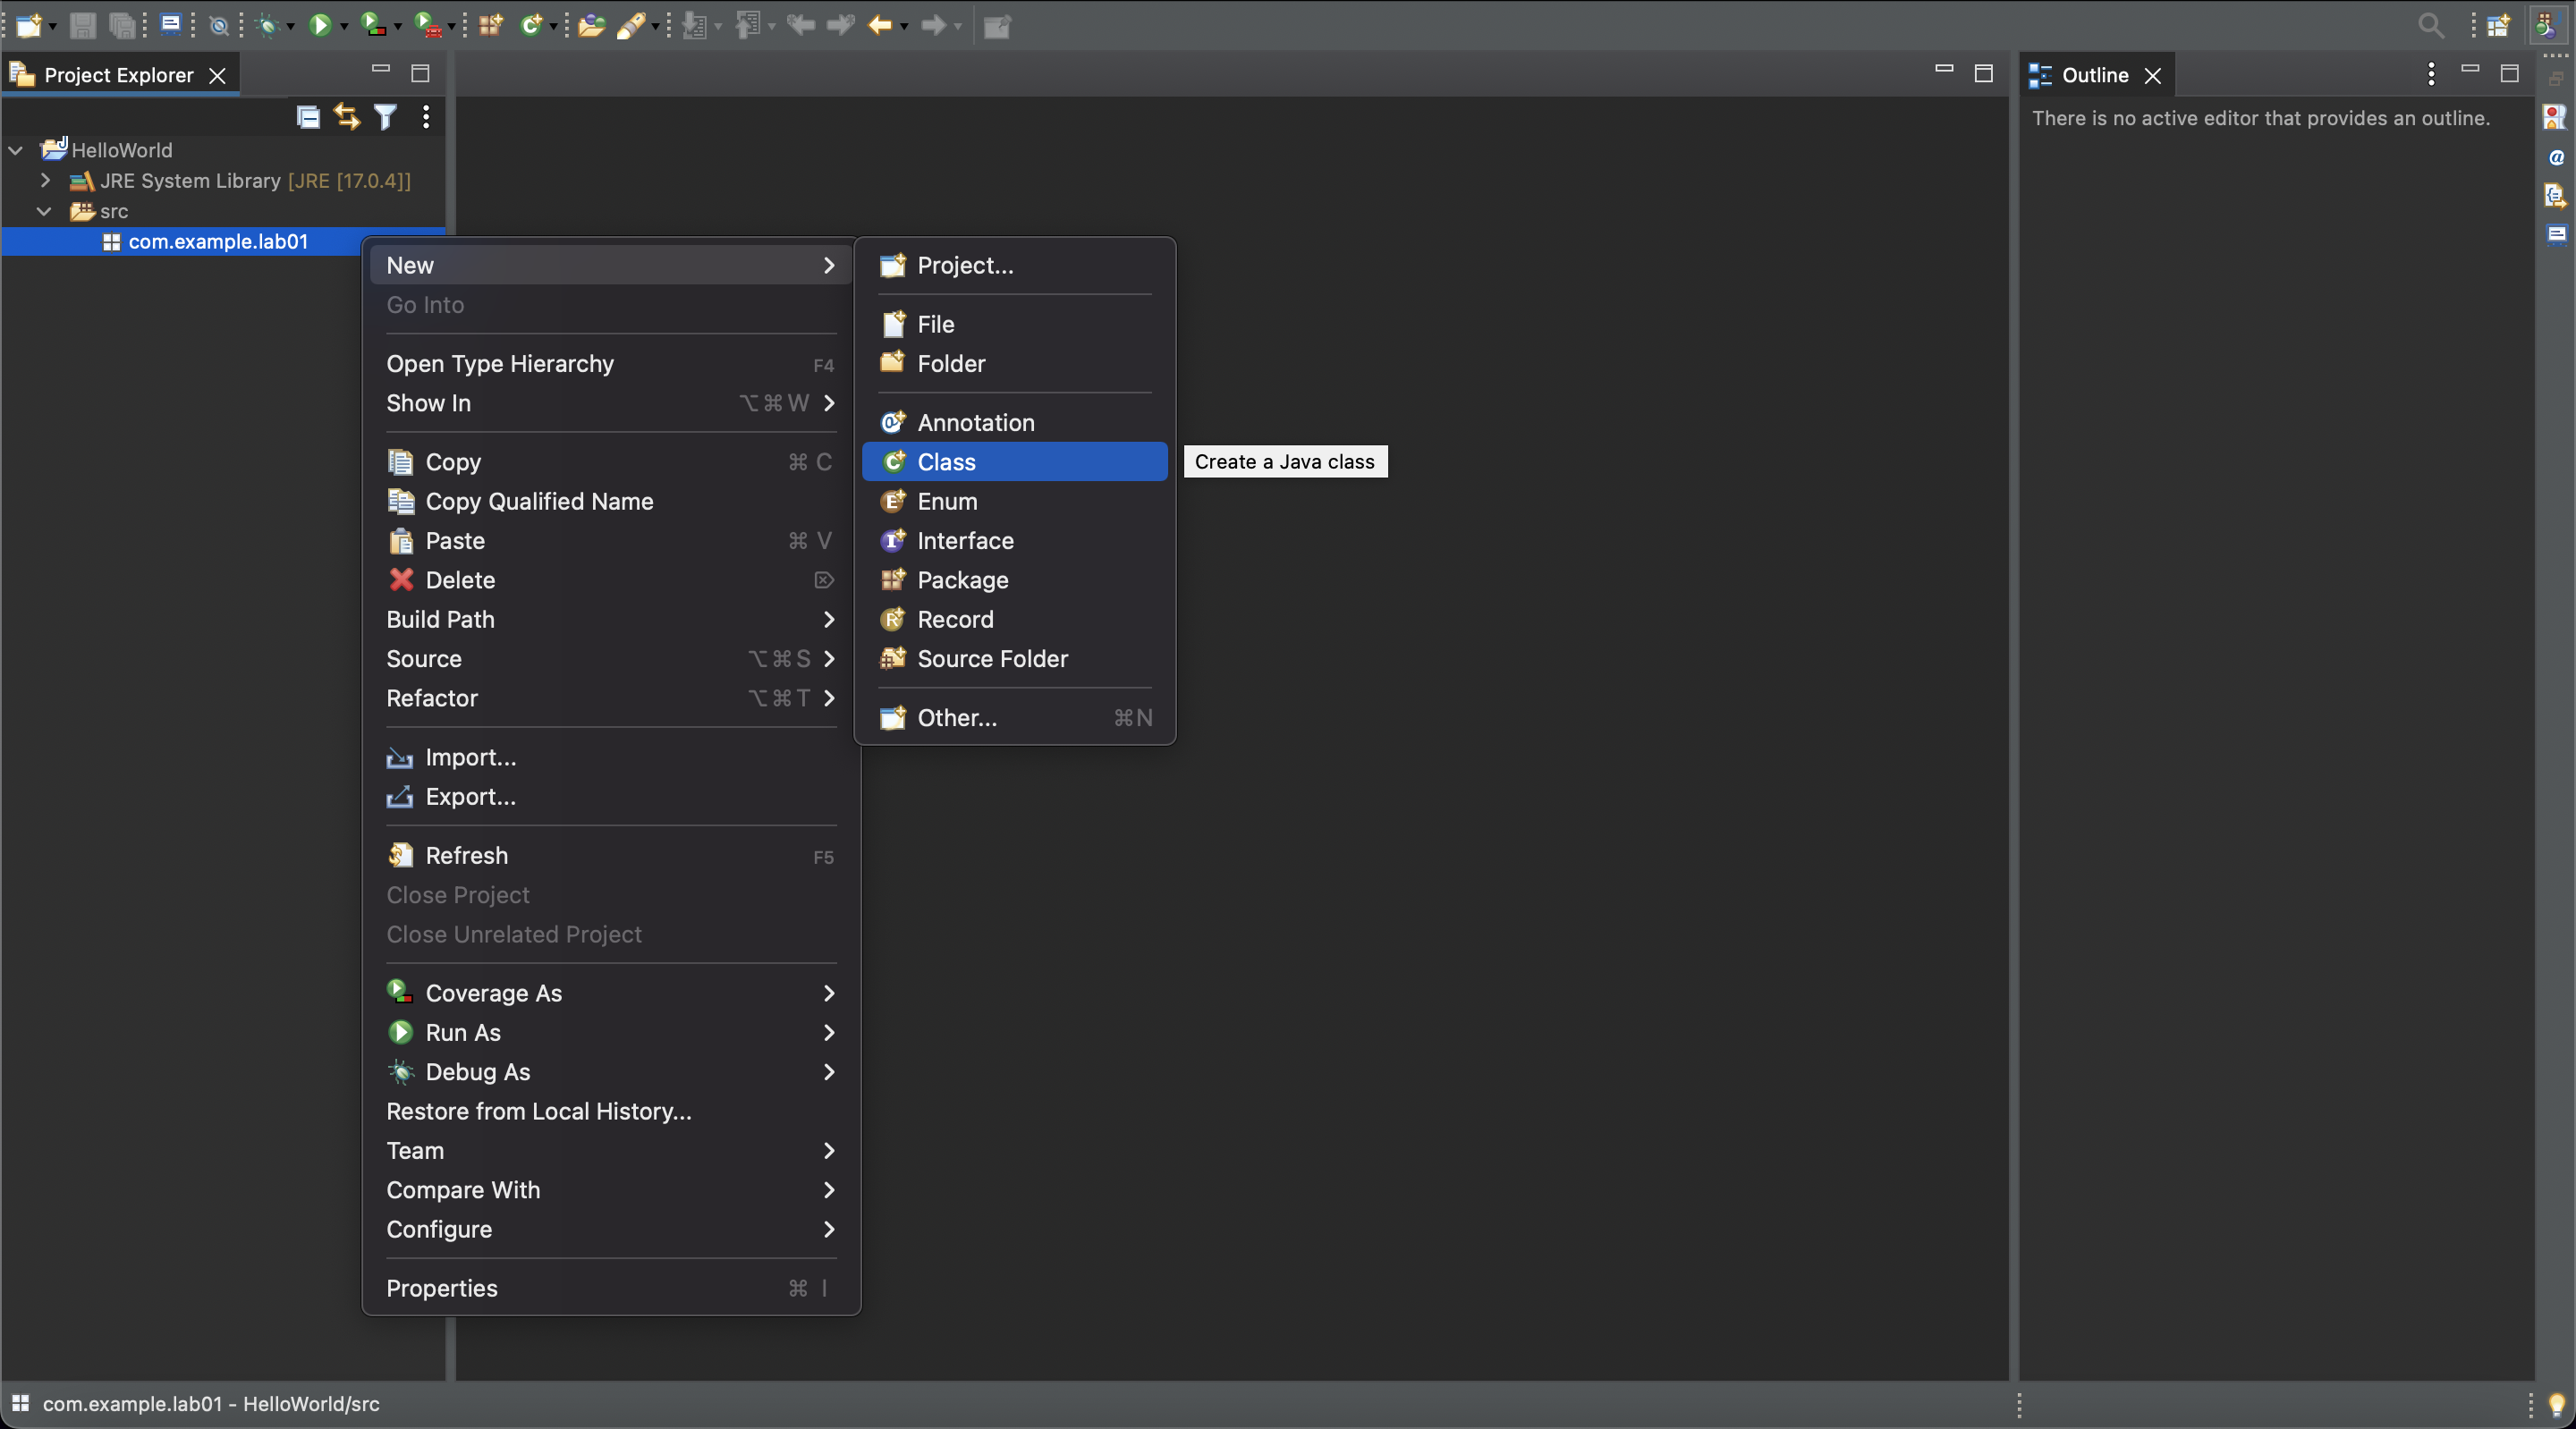 Project Explorer
Outline
There is no active editor that provides an outline.
HelloWorld
JRE System Library [JRE [17.0.4]]
src
com.example.lab01
New
Go Into
Open Type Hierarchy F4
Show In ⌥⌘W
Copy ⌘ C
Copy Qualified Name
Paste ⌘ V
Delete ⌦
Build Path
Source ⌥⌘S
Refactor ⌥⌘T
Import...
Export...
Refresh F5
Close Project
Close Unrelated Project
Coverage As
Run As
Debug As
Restore from Local History...
Team
Compare With
Configure
Properties ⌘ I
Project...
File
Folder
Annotation
Class
Enum
Interface
Package
Record
Source Folder
Other... ⌘N
Create a Java class
com.example.lab01 - HelloWorld/src